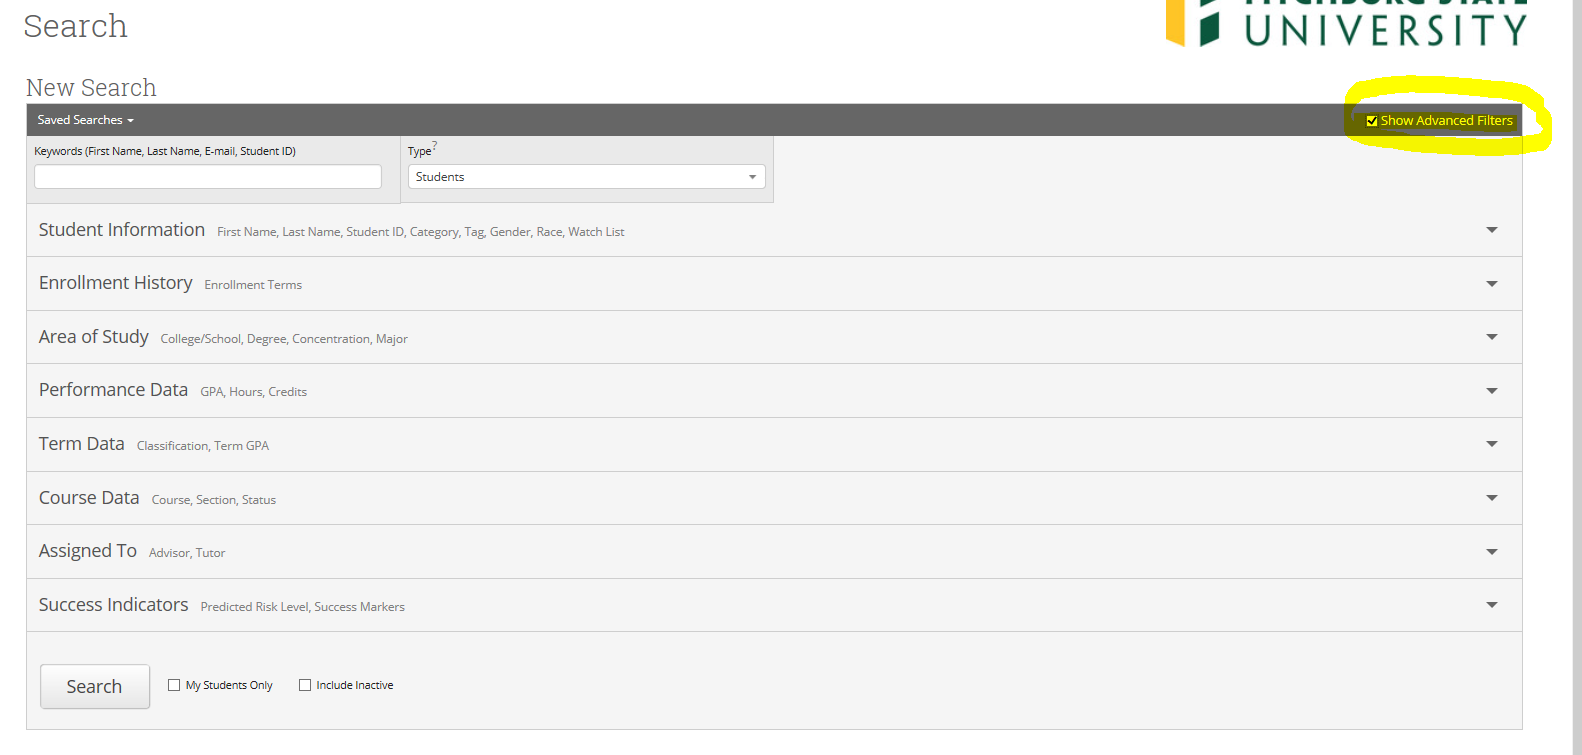 Search
UNIVERSITY
New Search
Saved Searches
Show Advanced Filters
Keywords (First Name, Last Name, E-mail, Student ID)
Type?
Students
Student Information First Name, Last Name, Student ID, Category, Tag, Gender, Race, Watch List
Enrollment History Enrollment Terms
Area of Study College/School, Degree, Concentration, Major
Performance Data GPA, Hours, Credits
Term Data Classification, Term GPA
Course Data Course, Section, Status
Assigned To Advisor, Tutor
Success Indicators Predicted Risk Level, Success Markers
Search My Students Only Include Inactive